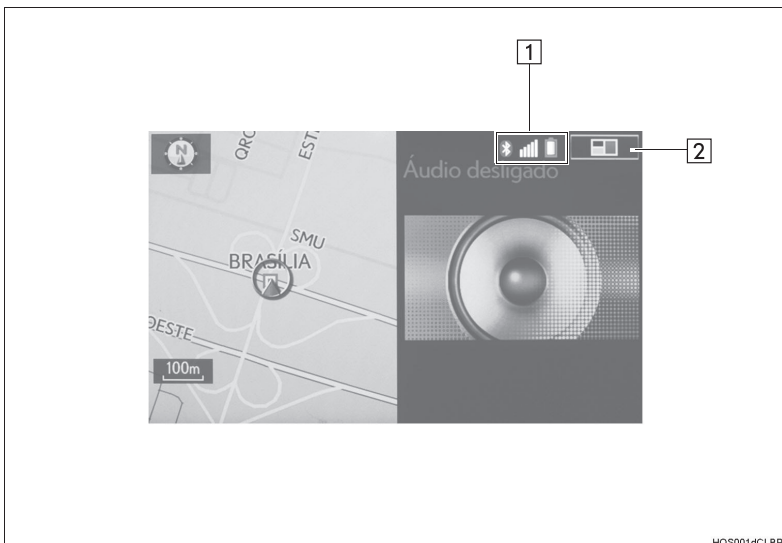 1
N
QRO
EST
Áudio desligado
2
SMU
BRASÍLIA
OESTE
100m
HOS001dCLBR